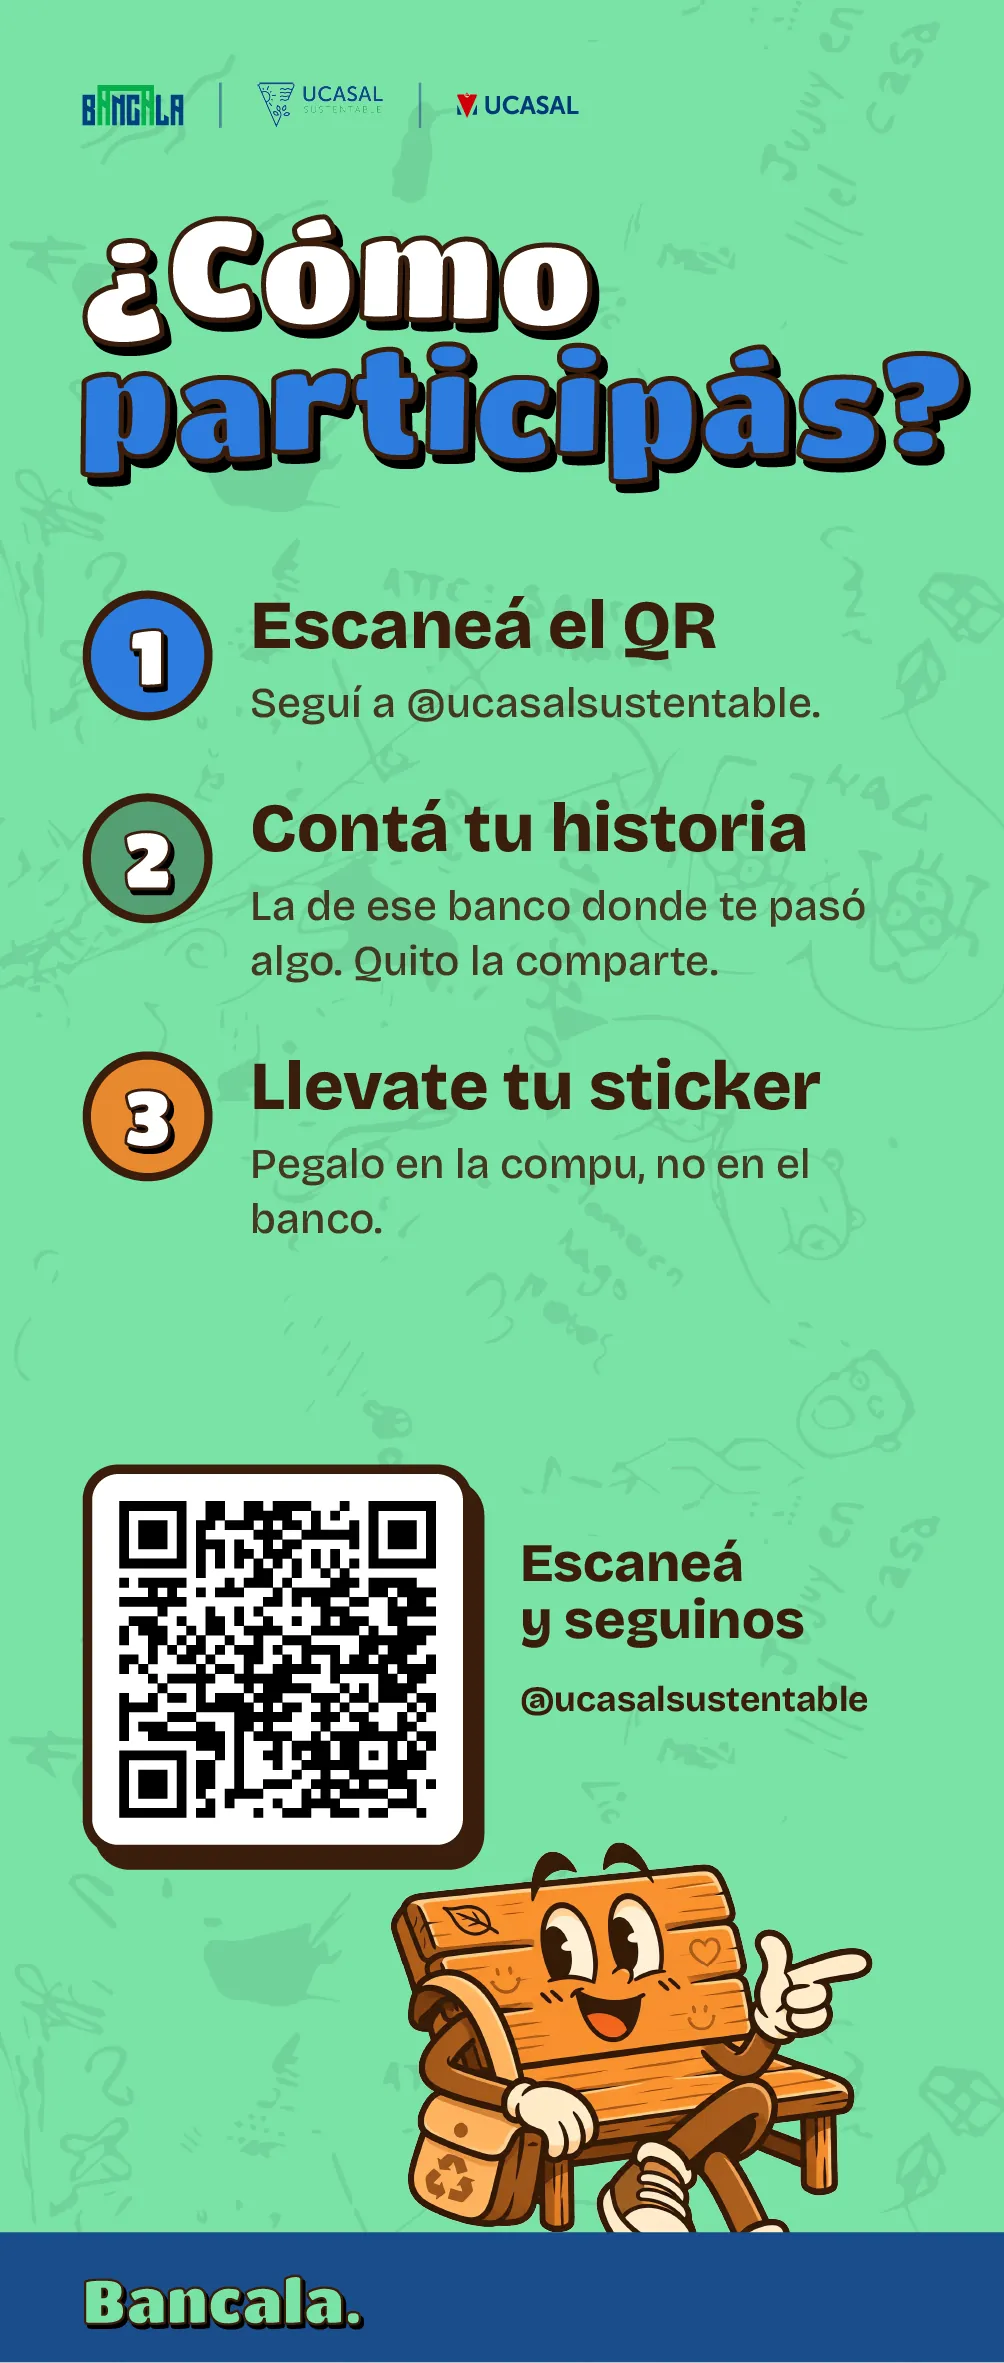 BANCALA
UCASAL
SUSTENTABLE
UCASAL
¿Cómo
participás?
1
Escaneá el QR
Seguí a @ucasalsustentable.
2
Contá tu historia
La de ese banco donde te pasó
algo. Quito la comparte.
3
Llevate tu sticker
Pegalo en la compu, no en el
banco.
Escaneá
y seguinos
@ucasalsustentable
Bancala.